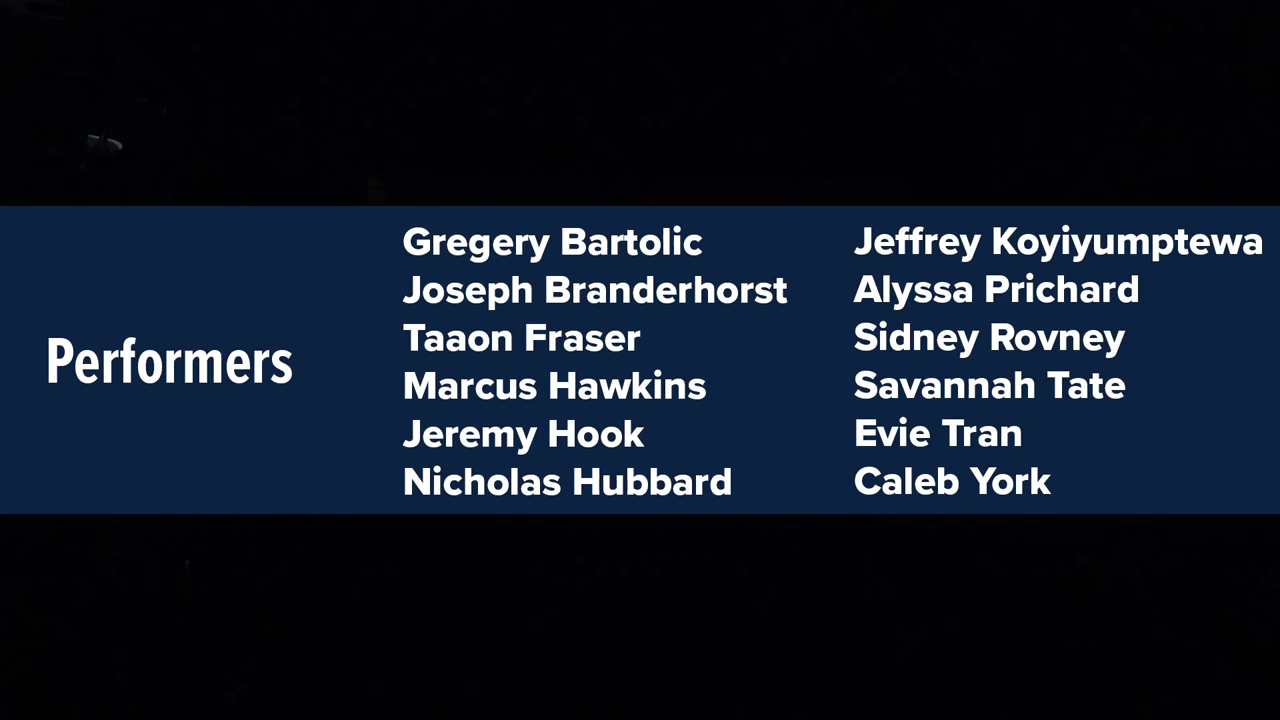 Performers
Gregery Bartolic
Joseph Branderhorst
Taaon Fraser
Marcus Hawkins
Jeremy Hook
Nicholas Hubbard
Jeffrey Koyiyumptewa
Alyssa Prichard
Sidney Rovney
Savannah Tate
Evie Tran
Caleb York